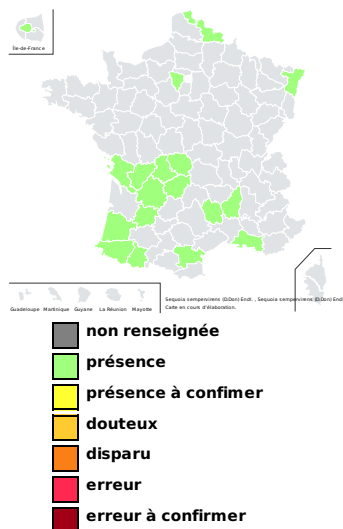 Île-de-France
Guadeloupe Martinique Guyane La Réunion Mayotte
Sequoia sempervirens (D.Don) Endl. , Sequoia sempervirens (D.Don) Endl
Carte en cours d'élaboration.
non renseignée
présence
présence à confimer
douteux
disparu
erreur
erreur à confirmer